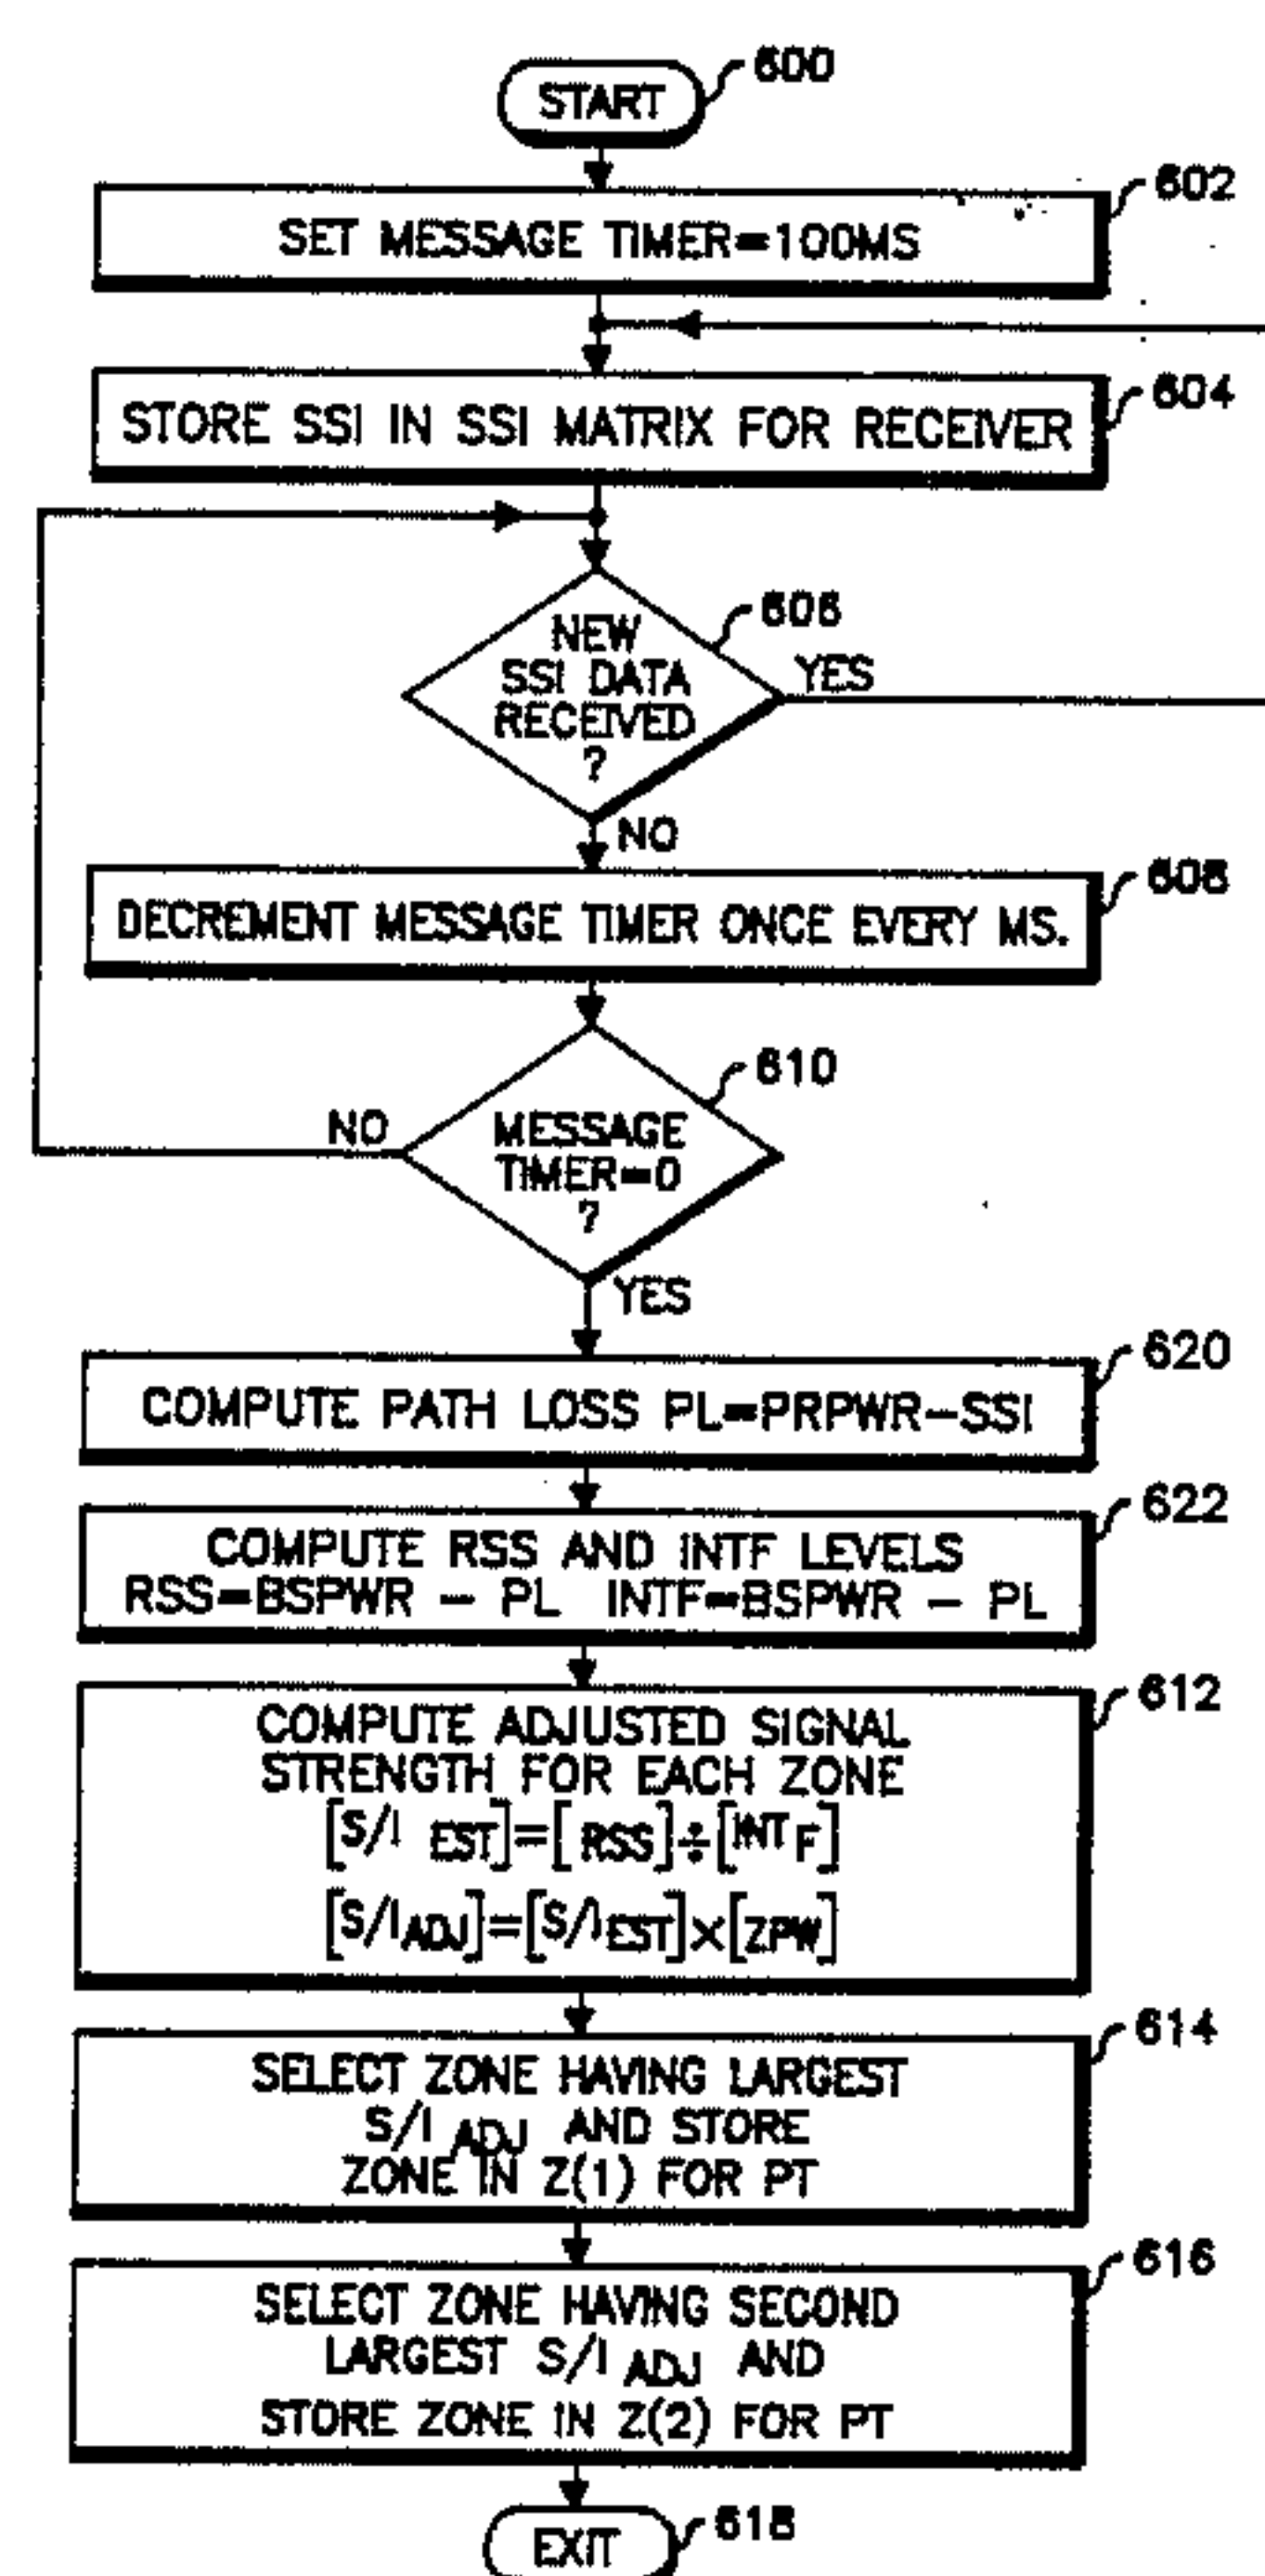 START
600
SET MESSAGE TIMER=100MS
602
STORE SSI IN SSI MATRIX FOR RECEIVER
604
NEW
SSI DATA
RECEIVED
?
606
YES
NO
DECREMENT MESSAGE TIMER ONCE EVERY MS.
608
MESSAGE
TIMER=0
?
610
NO
YES
COMPUTE PATH LOSS PL=PRPWR-SSI
620
COMPUTE RSS AND INTF LEVELS
RSS=BSPWR - PL INTF=BSPWR - PL
622
COMPUTE ADJUSTED SIGNAL
STRENGTH FOR EACH ZONE
[S/I EST]=[RSS]÷[INTF]
[S/I ADJ]=[S/I EST]×[ZPW]
612
SELECT ZONE HAVING LARGEST
S/I ADJ AND STORE
ZONE IN Z(1) FOR PT
614
SELECT ZONE HAVING SECOND
LARGEST S/I ADJ AND
STORE ZONE IN Z(2) FOR PT
616
EXIT
618